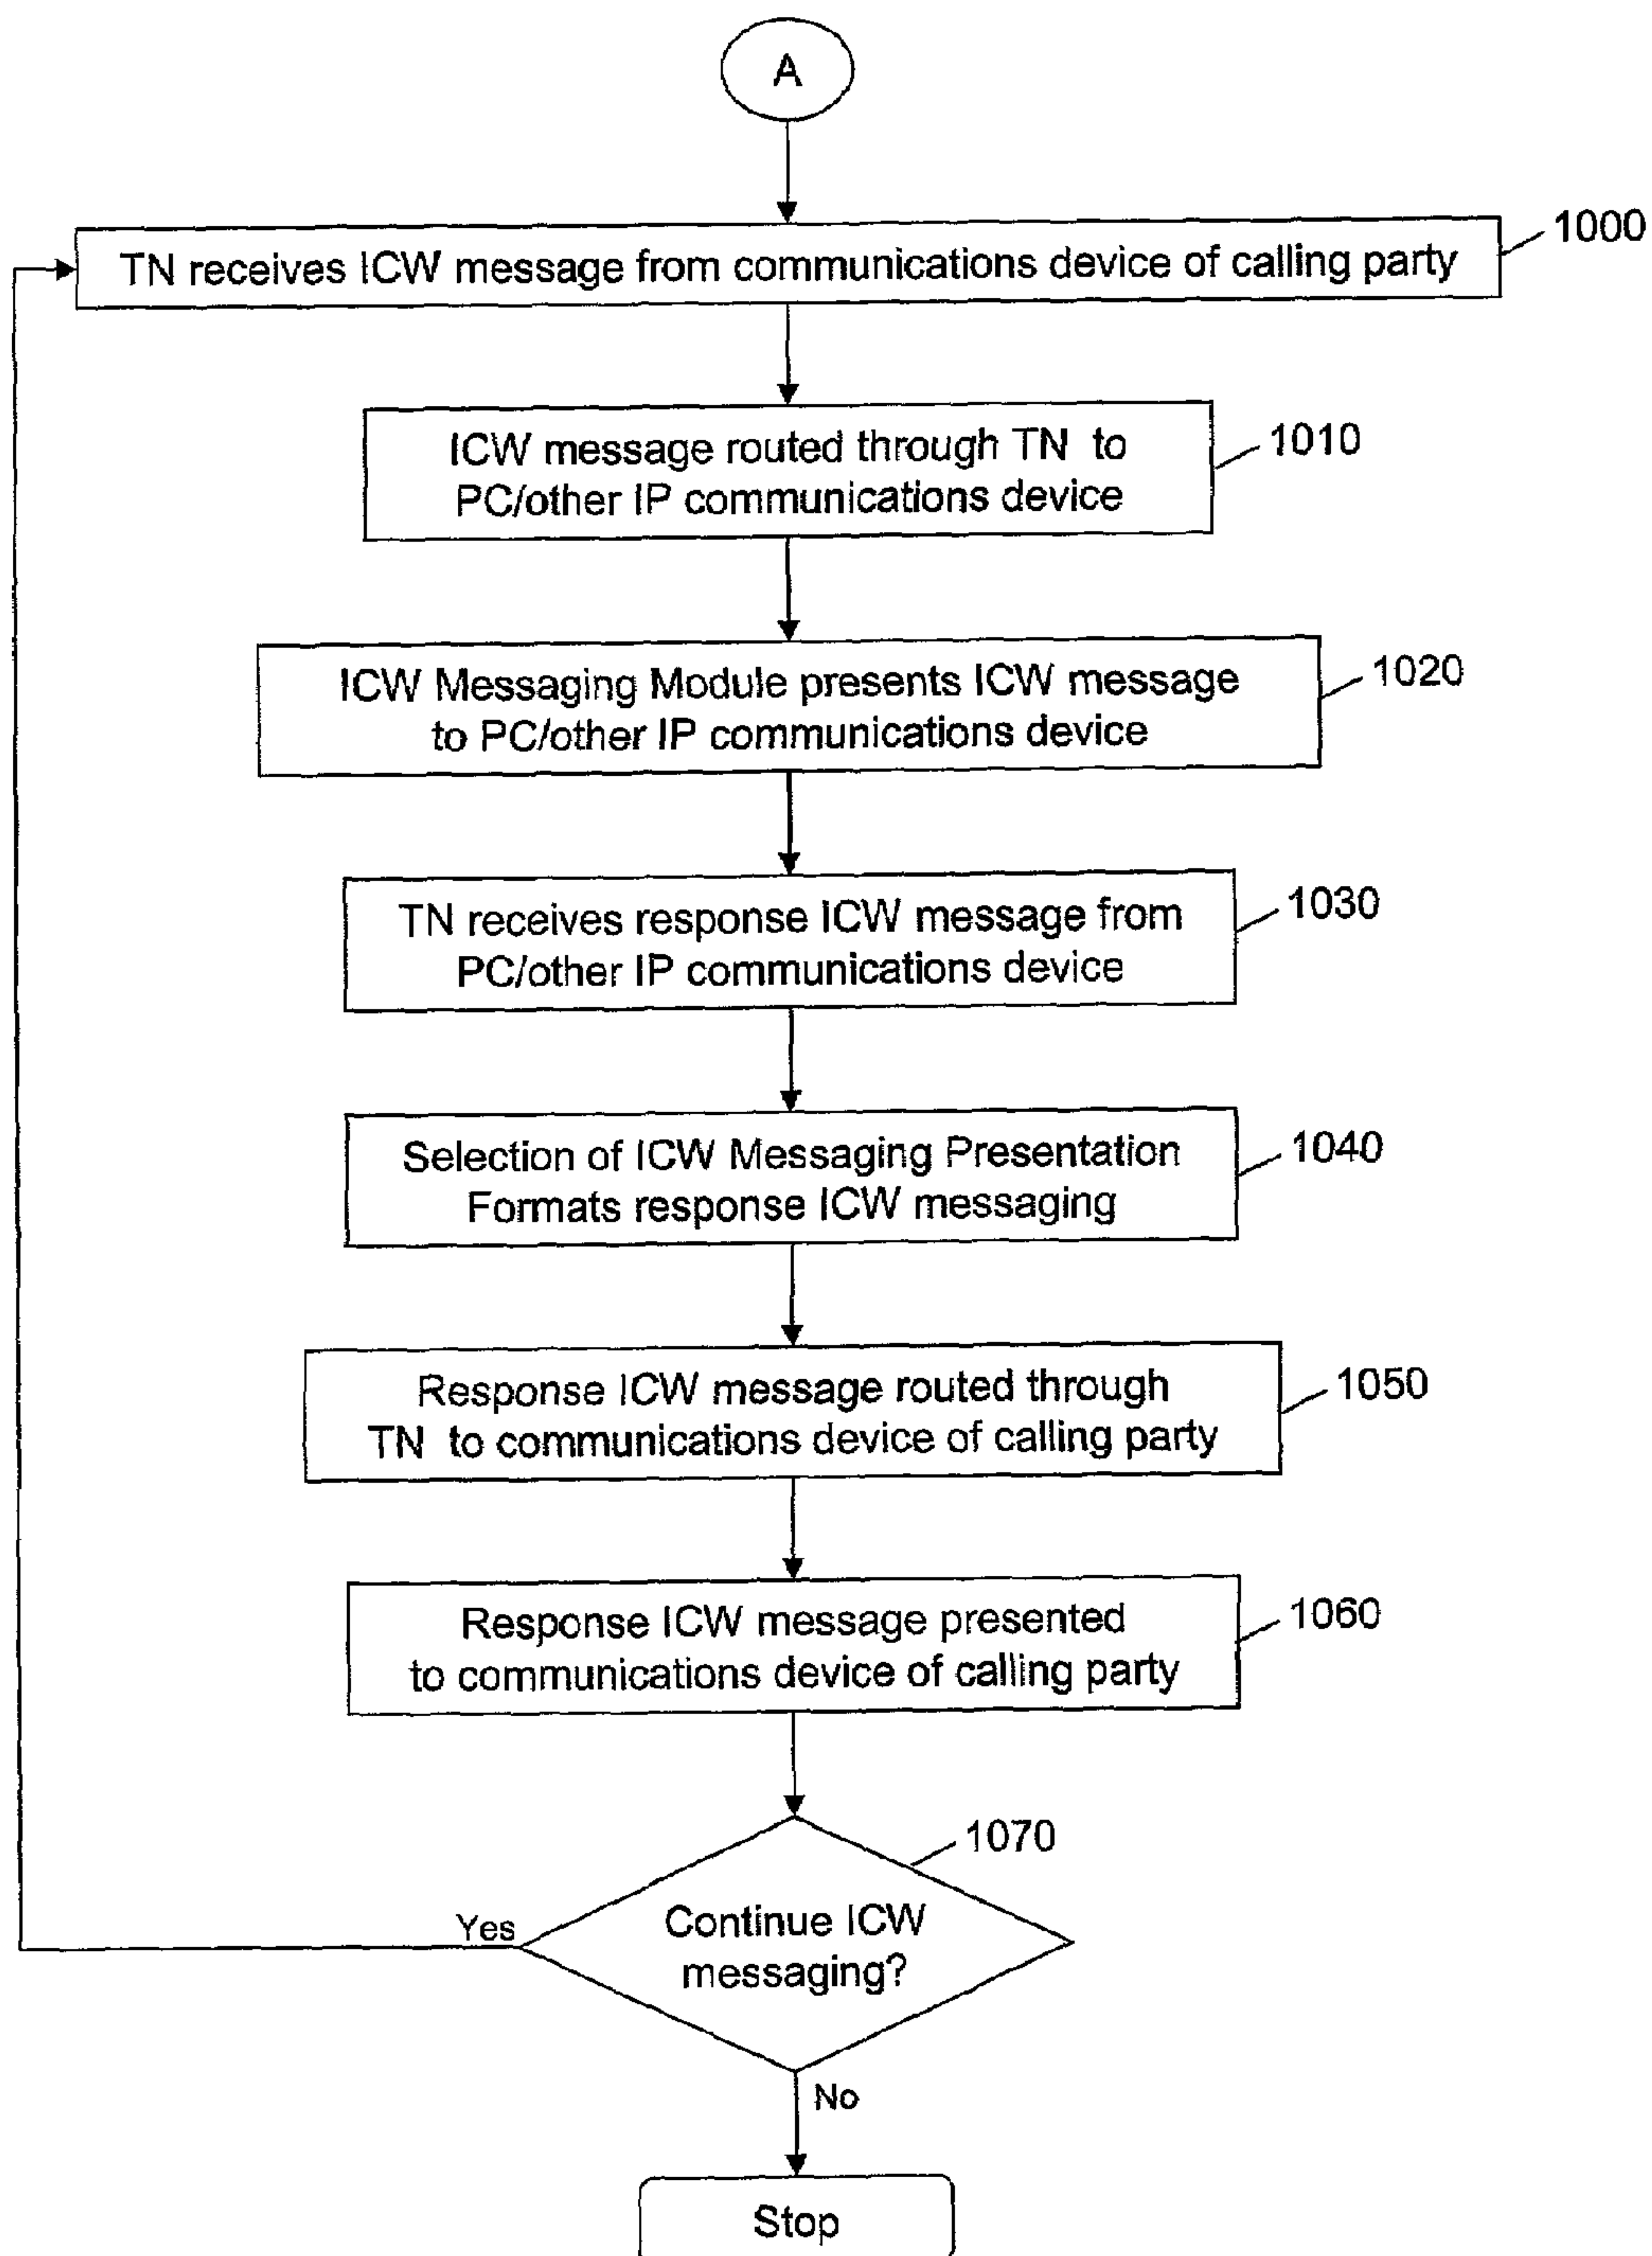 A
TN receives ICW message from communications device of calling party
1000
ICW message routed through TN to
PC/other IP communications device
1010
ICW Messaging Module presents ICW message
to PC/other IP communications device
1020
TN receives response ICW message from
PC/other IP communications device
1030
Selection of ICW Messaging Presentation
Formats response ICW messaging
1040
Response ICW message routed through
TN to communications device of calling party
1050
Response ICW message presented
to communications device of calling party
1060
1070
Continue ICW
messaging?
Yes
No
Stop